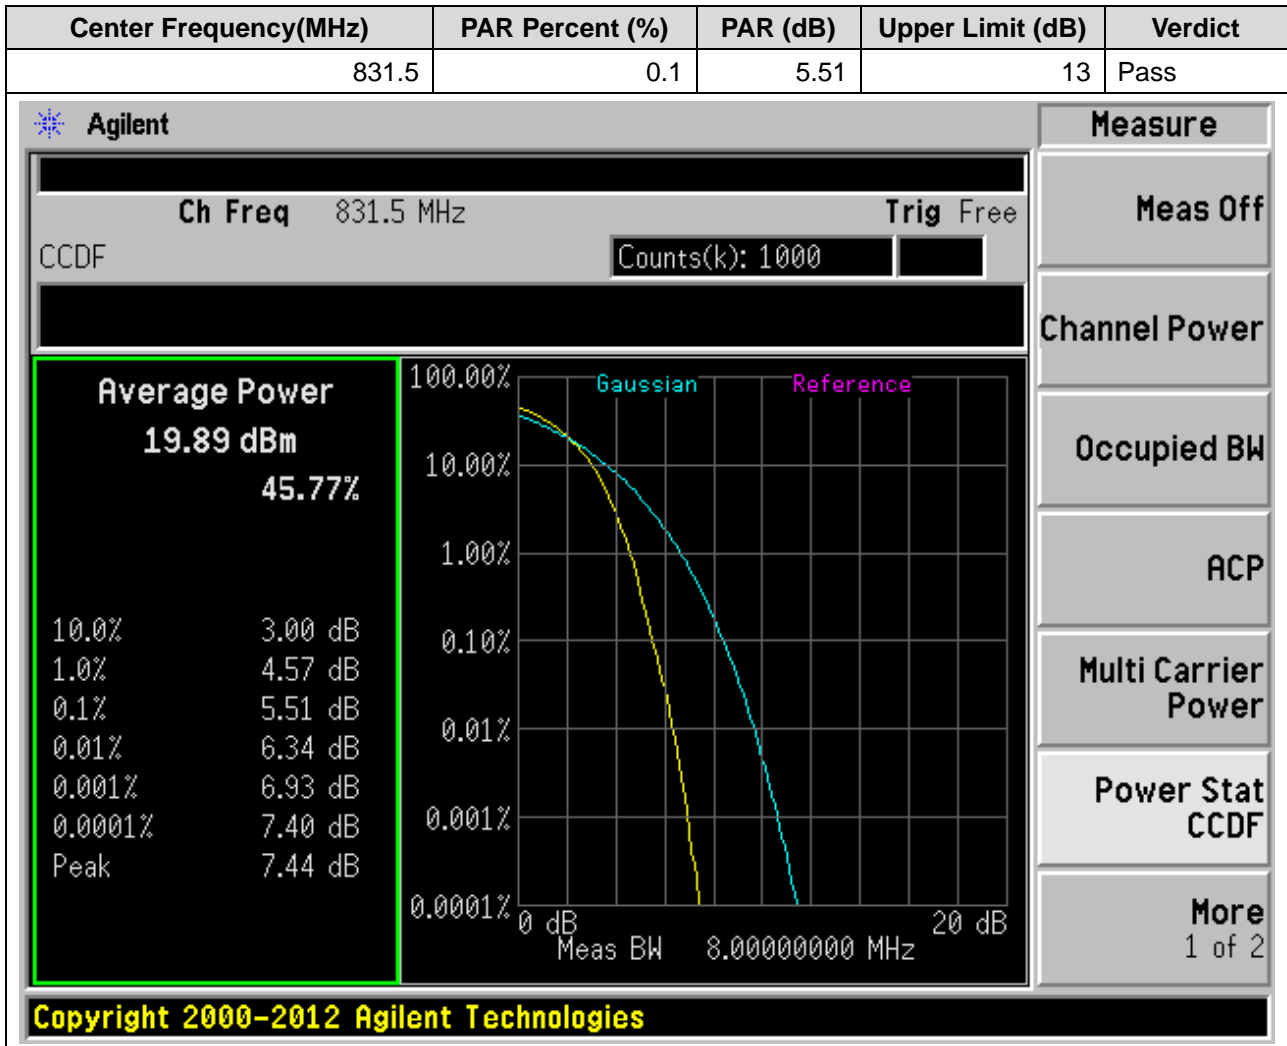 Center Frequency(MHz) PAR Percent (%) PAR (dB) Upper Limit (dB) Verdict
831.5 0.1 5.51 13 Pass
Agilent
Measure
Ch Freq 831.5 MHz Trig Free
CCDF Counts(k): 1000
Meas Off
Channel Power
Occupied BW
ACP
Multi Carrier
Power
Power Stat
CCDF
More
1 of 2
Average Power
19.89 dBm
45.77%
10.0% 3.00 dB
1.0% 4.57 dB
0.1% 5.51 dB
0.01% 6.34 dB
0.001% 6.93 dB
0.0001% 7.40 dB
Peak 7.44 dB
Gaussian Reference
100.00%
10.00%
1.00%
0.10%
0.01%
0.001%
0.0001%
0 dB 20 dB
Meas BW 8.00000000 MHz
Copyright 2000-2012 Agilent Technologies